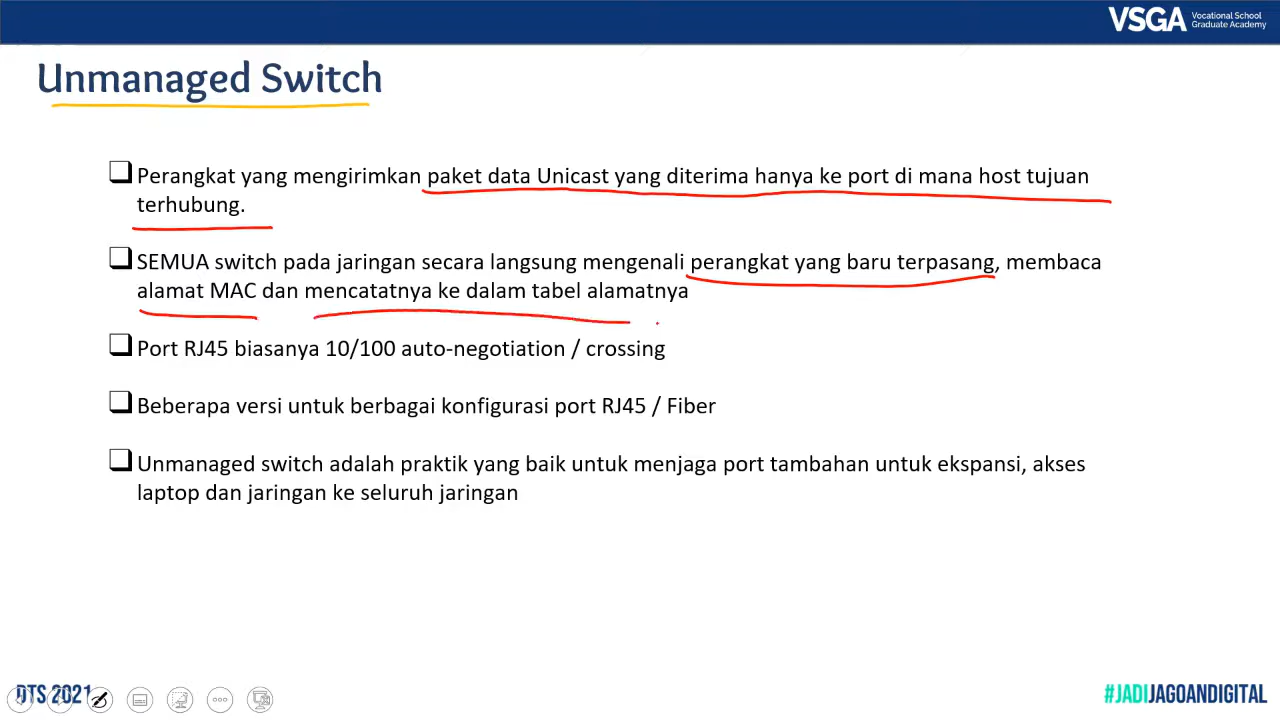 VSGA Vocational School
Graduate Academy
Unmanaged Switch
Perangkat yang mengirimkan paket data Unicast yang diterima hanya ke port di mana host tujuan
terhubung.
SEMUA switch pada jaringan secara langsung mengenali perangkat yang baru terpasang, membaca
alamat MAC dan mencatatnya ke dalam tabel alamatnya
Port RJ45 biasanya 10/100 auto-negotiation / crossing
Beberapa versi untuk berbagai konfigurasi port RJ45 / Fiber
Unmanaged switch adalah praktik yang baik untuk menjaga port tambahan untuk ekspansi, akses
laptop dan jaringan ke seluruh jaringan
DTS 2021
#JADIJAGOANDIGITAL